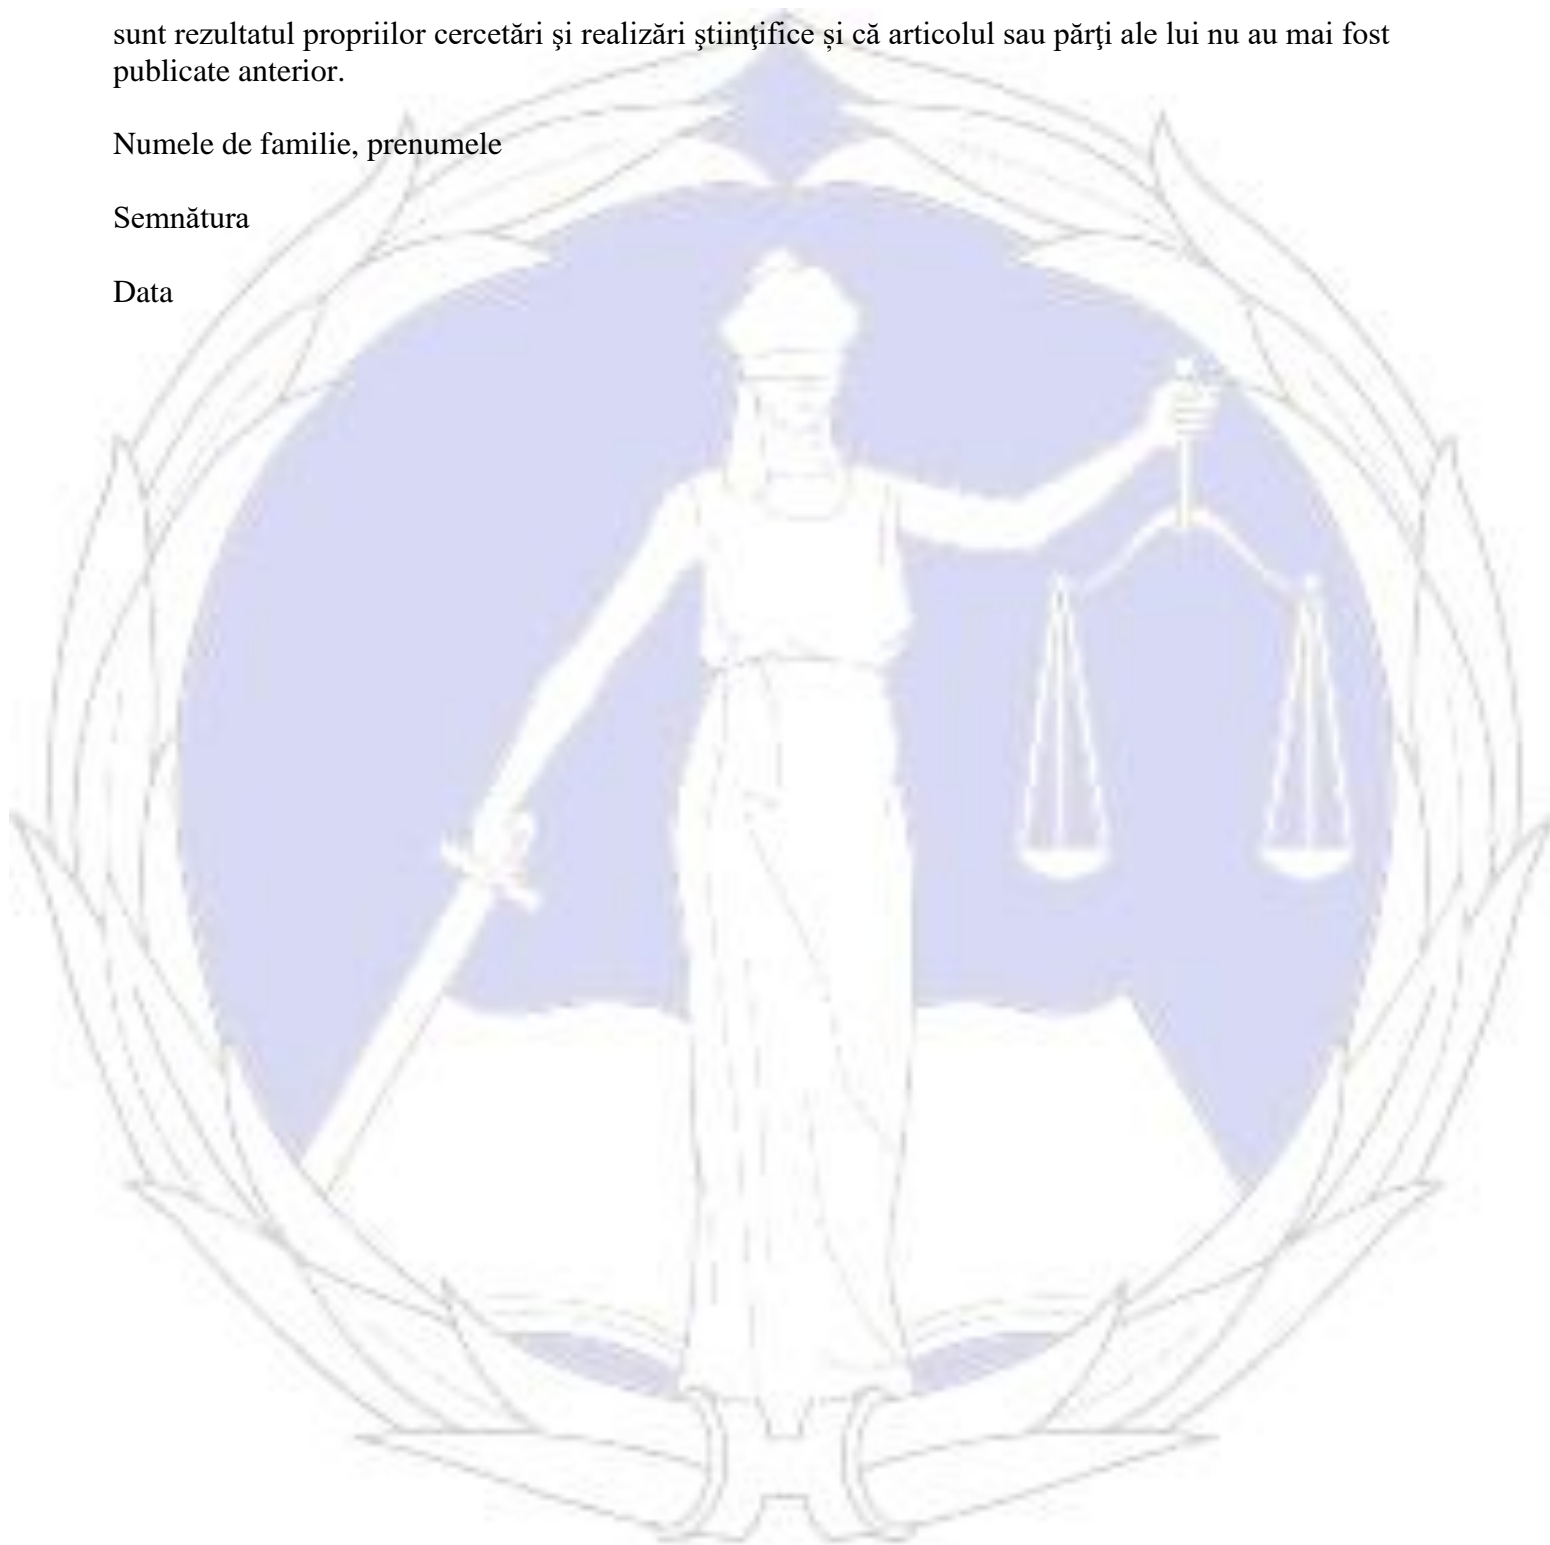 sunt rezultatul propriilor cercetări şi realizări ştiinţifice și că articolul sau părţi ale lui nu au mai fost
publicate anterior.
Numele de familie, prenumele
Semnătura
Data